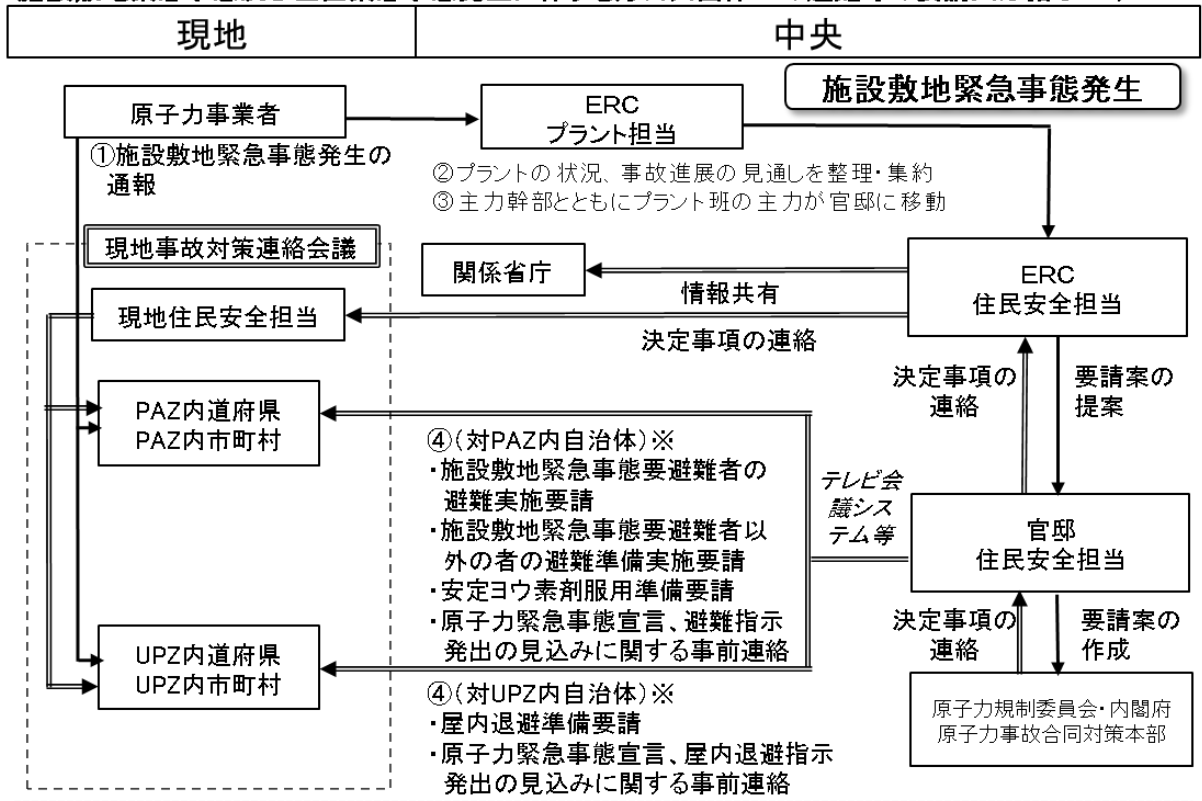 現地
中央
施設敷地緊急事態発生
原子力事業者
ERC
プラント担当
①施設敷地緊急事態発生の
通報
②プラントの状況、事故進展の見通しを整理・集約
③主力幹部とともにプラント班の主力が官邸に移動
現地事故対策連絡会議
関係省庁
ERC
住民安全担当
情報共有
現地住民安全担当
決定事項の連絡
決定事項の
連絡
要請案の
提案
PAZ内道府県
PAZ内市町村
④(対PAZ内自治体)※
・施設敷地緊急事態要避難者の
避難実施要請
・施設敷地緊急事態要避難者以
外の者の避難準備実施要請
・安定ヨウ素剤服用準備要請
・原子力緊急事態宣言、避難指示
発出の見込みに関する事前連絡
テレビ会
議シス
テム等
官邸
住民安全担当
決定事項の
連絡
要請案の
作成
UPZ内道府県
UPZ内市町村
④(対UPZ内自治体)※
・屋内退避準備要請
・原子力緊急事態宣言、屋内退避指示
発出の見込みに関する事前連絡
原子力規制委員会・内閣府
原子力事故合同対策本部